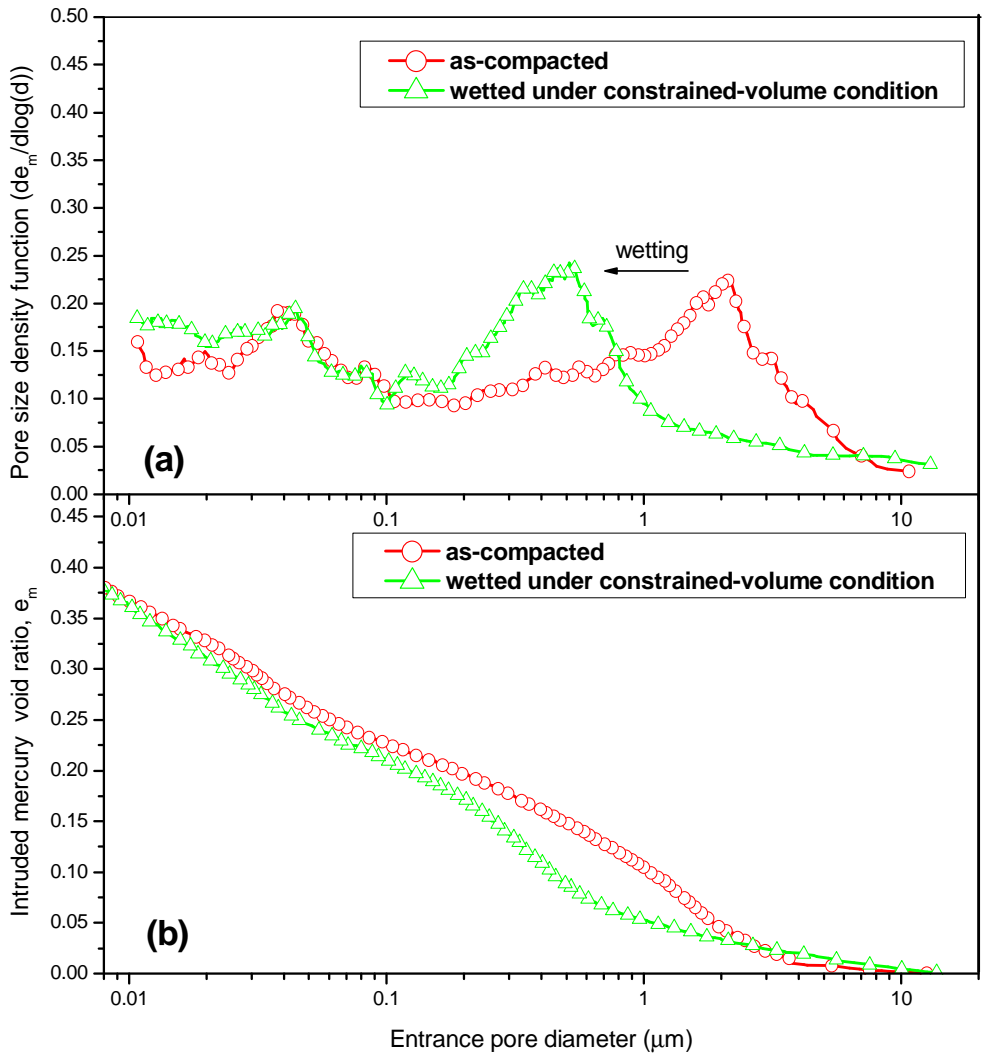 Pore size density function (de_m/dlog(d))
0.50
0.45
0.40
0.35
0.30
0.25
0.20
0.15
0.10
0.05
0.00
as-compacted
wetted under constrained-volume condition
wetting
(a)
0.01
0.1
1
10
Intruded mercury void ratio, e_m
0.45
0.40
0.35
0.30
0.25
0.20
0.15
0.10
0.05
0.00
as-compacted
wetted under constrained-volume condition
(b)
0.01
0.1
1
10
Entrance pore diameter (μm)